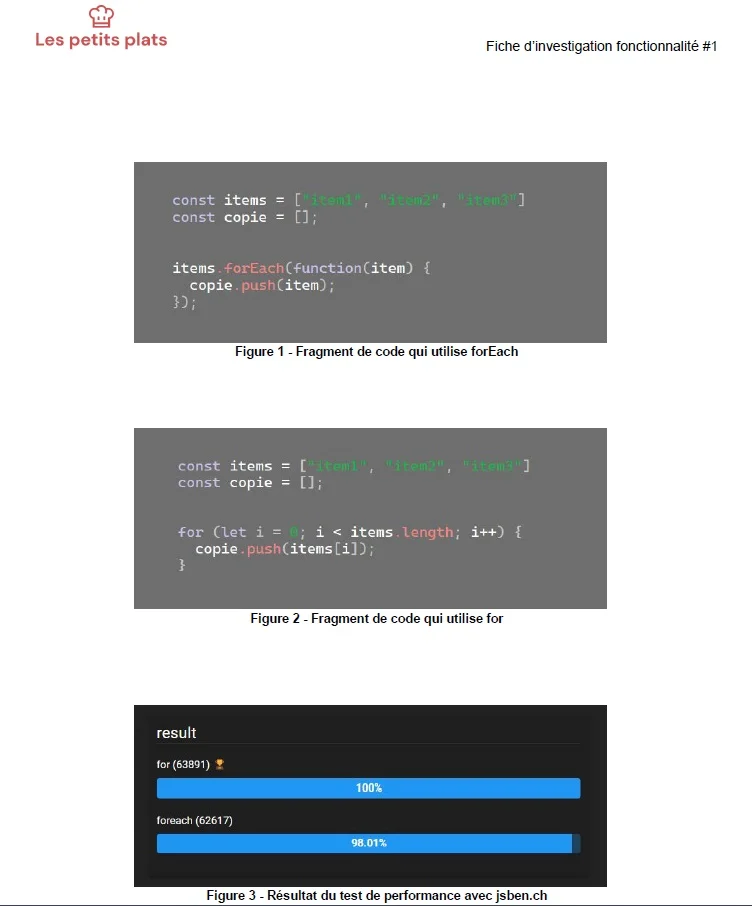 Les petits plats
Fiche d’investigation fonctionnalité #1
const items = ["item1", "item2", "item3"]
const copie = [];
items.forEach(function(item) {
copie.push(item);
});
Figure 1 - Fragment de code qui utilise forEach
const items = ["item1", "item2", "item3"]
const copie = [];
for (let i = 0; i < items.length; i++) {
copie.push(items[i]);
}
Figure 2 - Fragment de code qui utilise for
result
for (63891) 🏆
100%
foreach (62617)
98.01%
Figure 3 - Résultat du test de performance avec jsben.ch